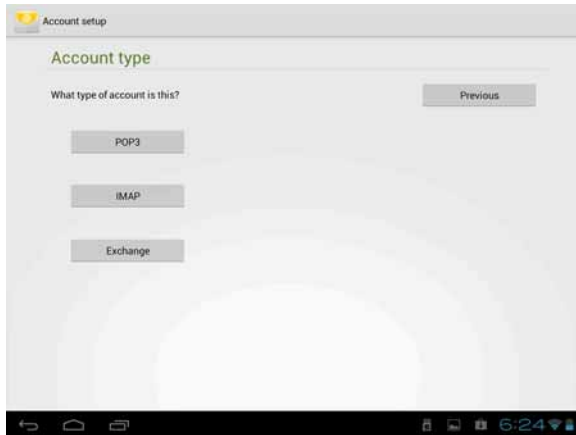 Account setup
Account type
What type of account is this?
Previous
POP3
IMAP
Exchange
6:24